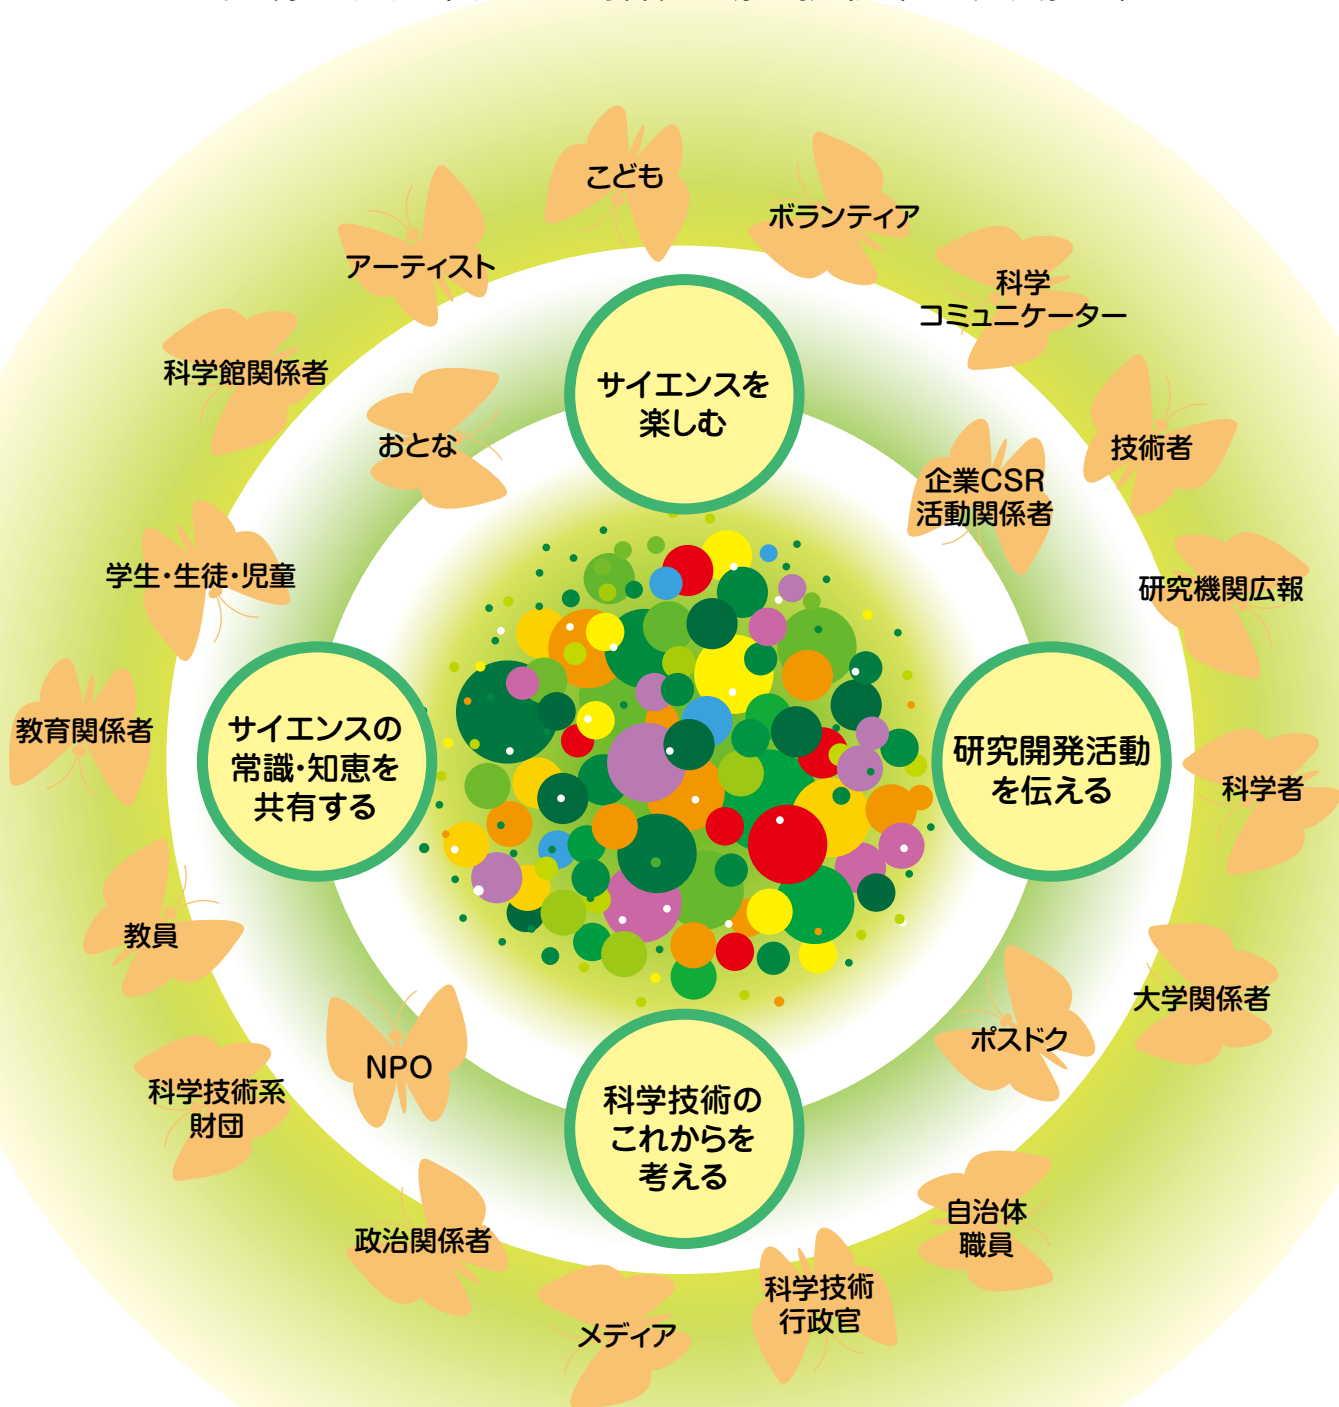 こども
ボランティア
アーティスト
科学
コミュニケーター
科学館関係者
サイエンスを
楽しむ
おとな
技術者
企業CSR
活動関係者
学生・生徒・児童
研究機関広報
教育関係者
サイエンスの
常識・知恵を
共有する
研究開発活動
を伝える
科学者
教員
大学関係者
ポスドク
NPO
科学技術系
財団
科学技術の
これからを
考える
政治関係者
自治体
職員
科学技術
行政官
メディア